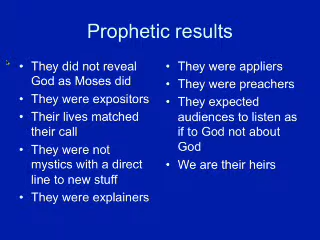 Prophetic results
• They did not reveal
God as Moses did
• They were expositors
• Their lives matched
their call
• They were not
mystics with a direct
line to new stuff
• They were explainers
• They were appliers
• They were preachers
• They expected
audiences to listen as
if to God not about
God
• We are their heirs